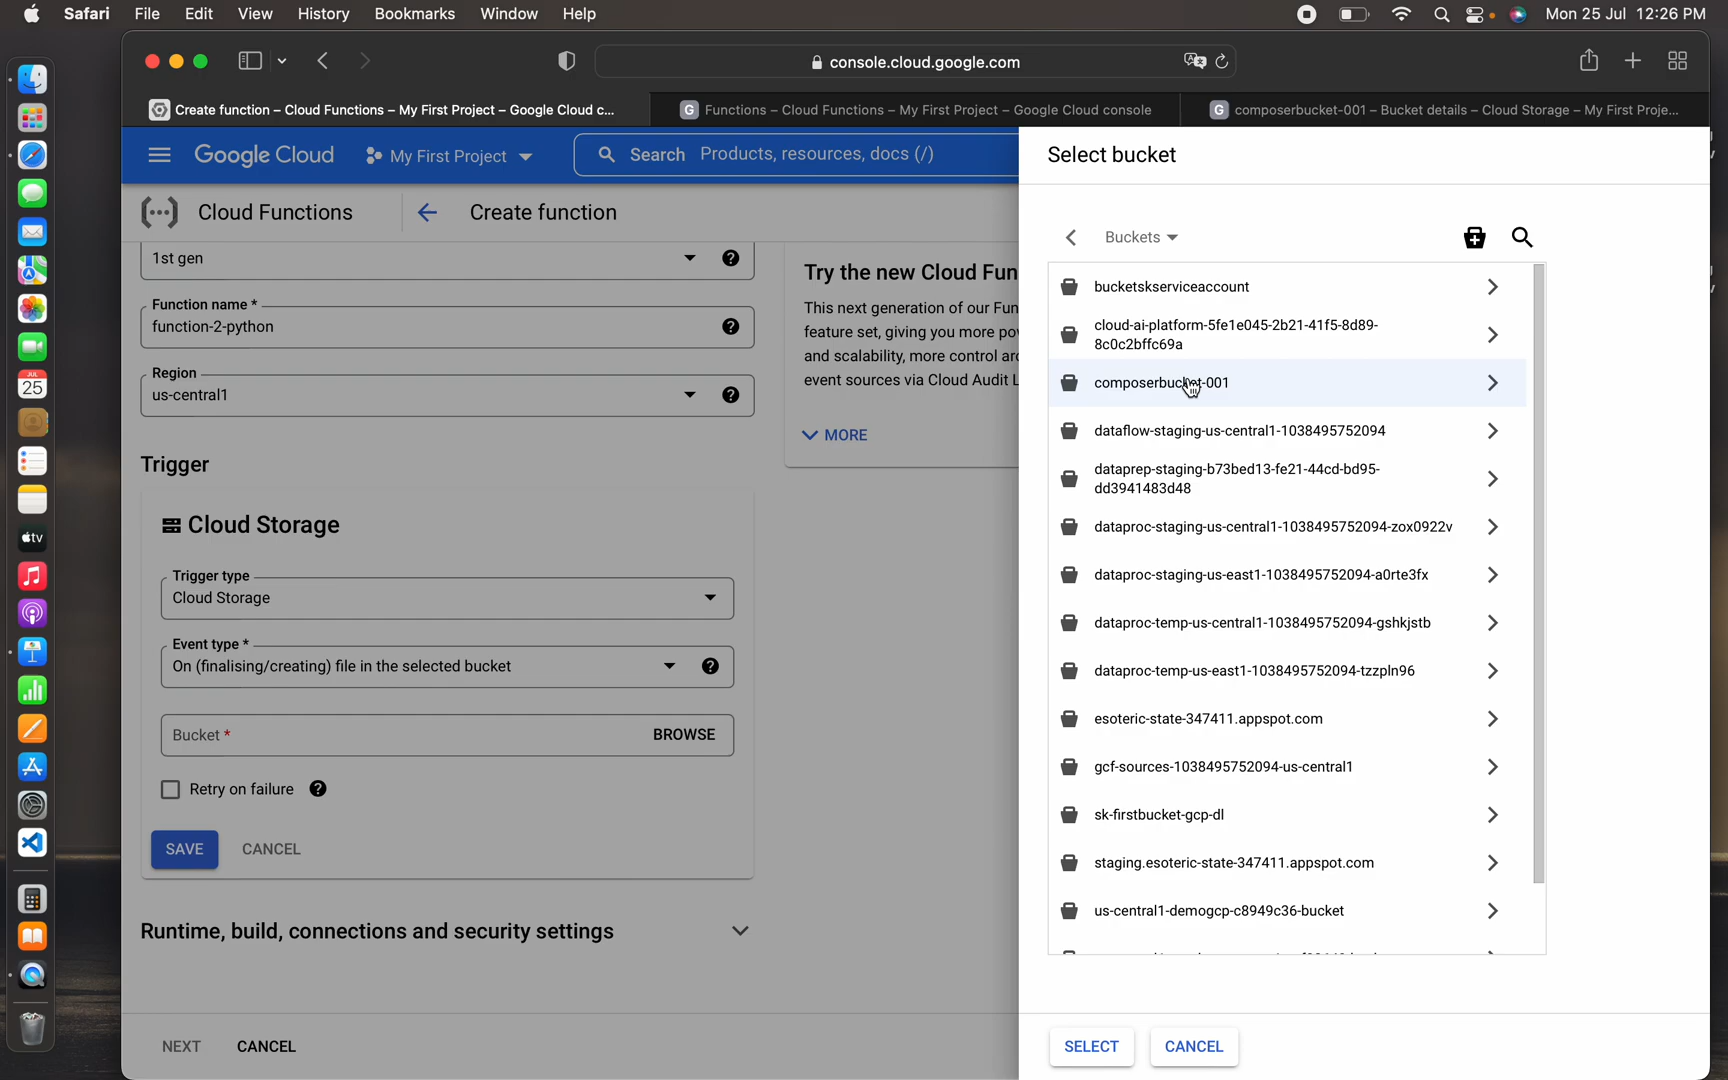 Safari File Edit View History Bookmarks Window Help Mon 25 Jul 12:26 PM
console.cloud.google.com
Create function – Cloud Functions – My First Project – Google Cloud c...
G Functions – Cloud Functions – My First Project – Google Cloud console
G composerbucket-001 – Bucket details – Cloud Storage – My First Proje...
Google Cloud My First Project Search Products, resources, docs (/)
Cloud Functions Create function
1st gen
Function name *
function-2-python
Region
us-central1
Trigger
Cloud Storage
Trigger type
Cloud Storage
Event type *
On (finalising/creating) file in the selected bucket
Bucket * BROWSE
Retry on failure
SAVE CANCEL
Runtime, build, connections and security settings
NEXT CANCEL
Try the new Cloud Fun
This next generation of our Fun
feature set, giving you more po
and scalability, more control
event sources via Cloud Audit L
MORE
Select bucket
Buckets
bucketskserviceaccount
cloud-ai-platform-5fe1e045-2b21-41f5-8d89-
8c0c2bffc69a
composerbucket-001
dataflow-staging-us-central1-1038495752094
dataprep-staging-b73bed13-fe21-44cd-bd95-
dd3941483d48
dataproc-staging-us-central1-1038495752094-zox0922v
dataproc-staging-us-east1-1038495752094-a0rte3fx
dataproc-temp-us-central1-1038495752094-gshkjstb
dataproc-temp-us-east1-1038495752094-tzzpln96
esoteric-state-347411.appspot.com
gcf-sources-1038495752094-us-central1
sk-firstbucket-gcp-dl
staging.esoteric-state-347411.appspot.com
us-central1-demogcp-c8949c36-bucket
SELECT CANCEL
JUL
25
tv